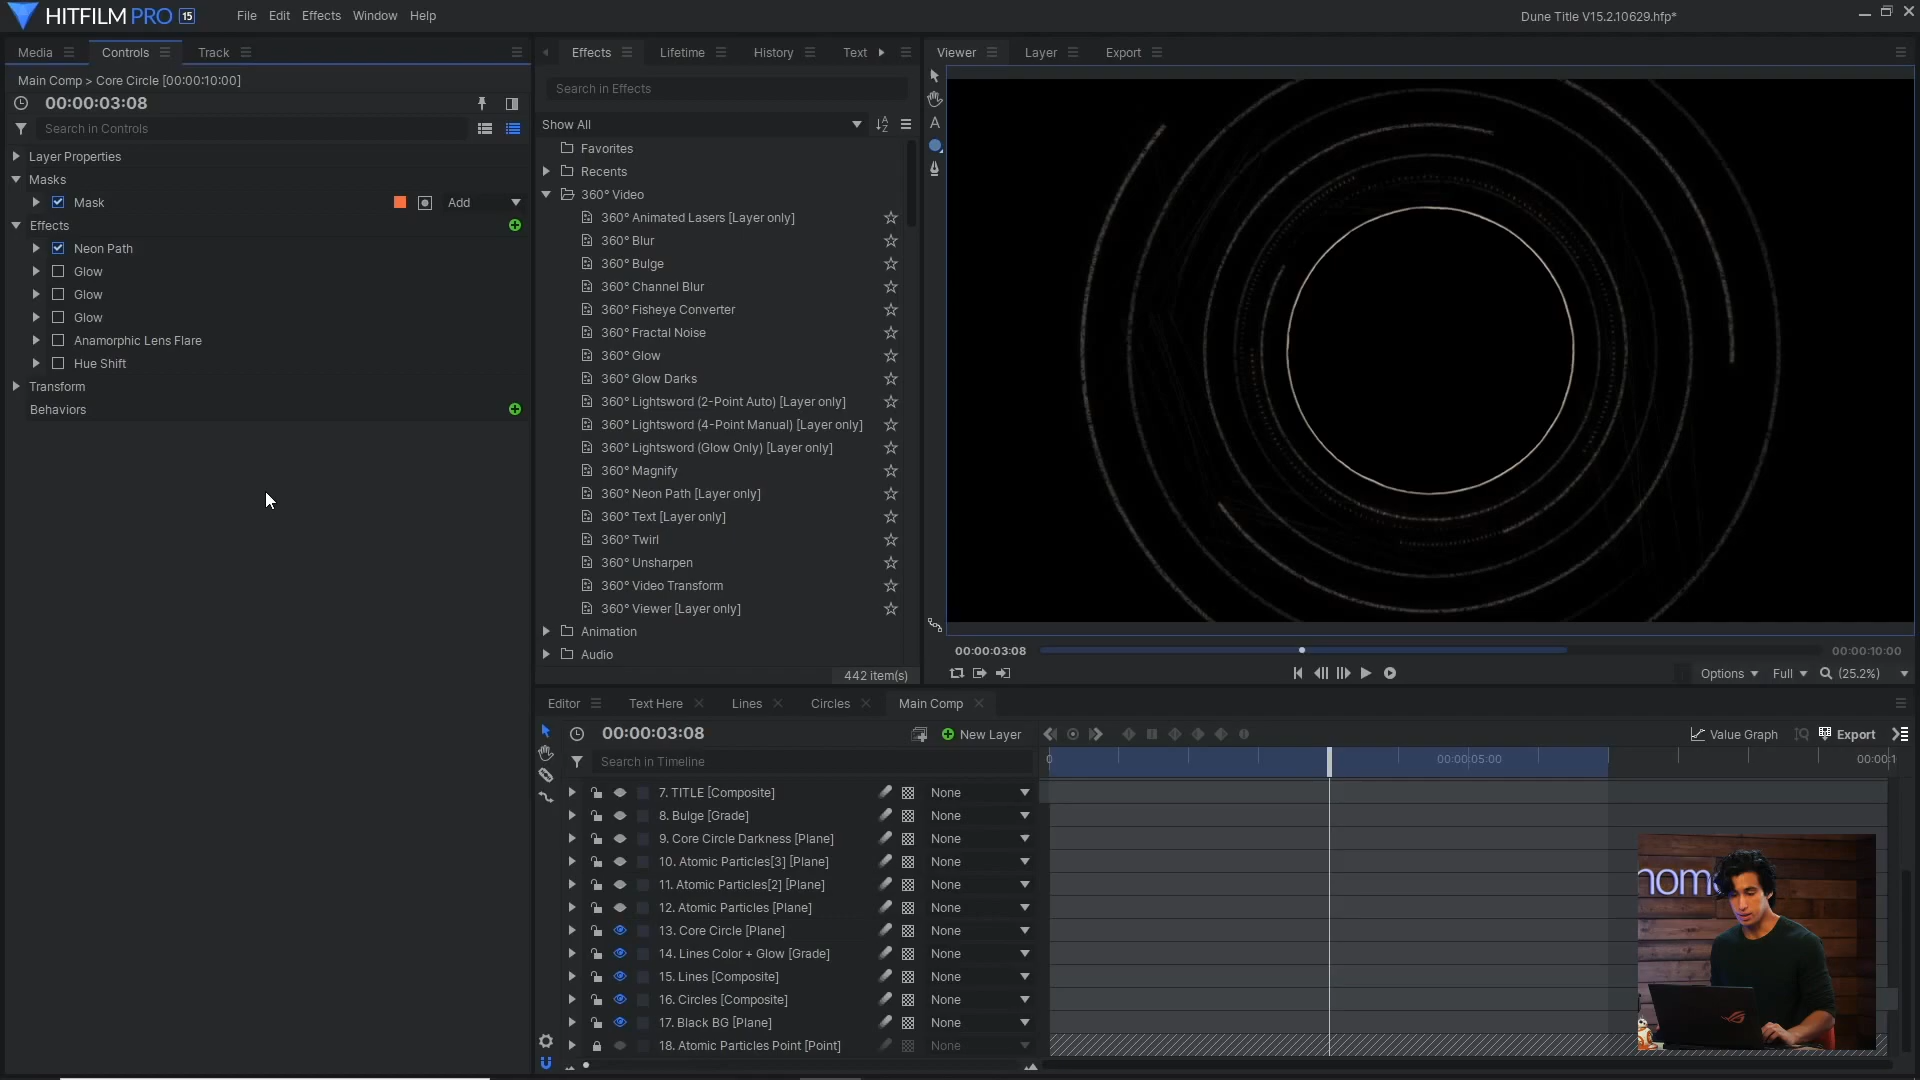 HITFILM PRO 15
File Edit Effects Window Help
Dune Title V15.2.10629.hfp*
Media
Controls
Track
Main Comp > Core Circle [00:00:10:00]
00:00:03:08
Search in Controls
Layer Properties
Masks
Mask
Add
Effects
Neon Path
Glow
Glow
Glow
Anamorphic Lens Flare
Hue Shift
Transform
Behaviors
Effects
Lifetime
History
Text
Search in Effects
Show All
Favorites
Recents
360° Video
360° Animated Lasers [Layer only]
360° Blur
360° Bulge
360° Channel Blur
360° Fisheye Converter
360° Fractal Noise
360° Glow
360° Glow Darks
360° Lightsword (2-Point Auto) [Layer only]
360° Lightsword (4-Point Manual) [Layer only]
360° Lightsword (Glow Only) [Layer only]
360° Magnify
360° Neon Path [Layer only]
360° Text [Layer only]
360° Twirl
360° Unsharpen
360° Video Transform
360° Viewer [Layer only]
Animation
Audio
442 item(s)
Viewer
Layer
Export
A
00:00:03:08
00:00:10:00
Options
Full
(25.2%)
Editor
Text Here
Lines
Circles
Main Comp
00:00:03:08
New Layer
Value Graph
Export
Search in Timeline
0
00:00:05:00
00:00:1
7. TITLE [Composite] None
8. Bulge [Grade] None
9. Core Circle Darkness [Plane] None
10. Atomic Particles[3] [Plane] None
11. Atomic Particles[2] [Plane] None
12. Atomic Particles [Plane] None
13. Core Circle [Plane] None
14. Lines Color + Glow [Grade] None
15. Lines [Composite] None
16. Circles [Composite] None
17. Black BG [Plane] None
18. Atomic Particles Point [Point] None